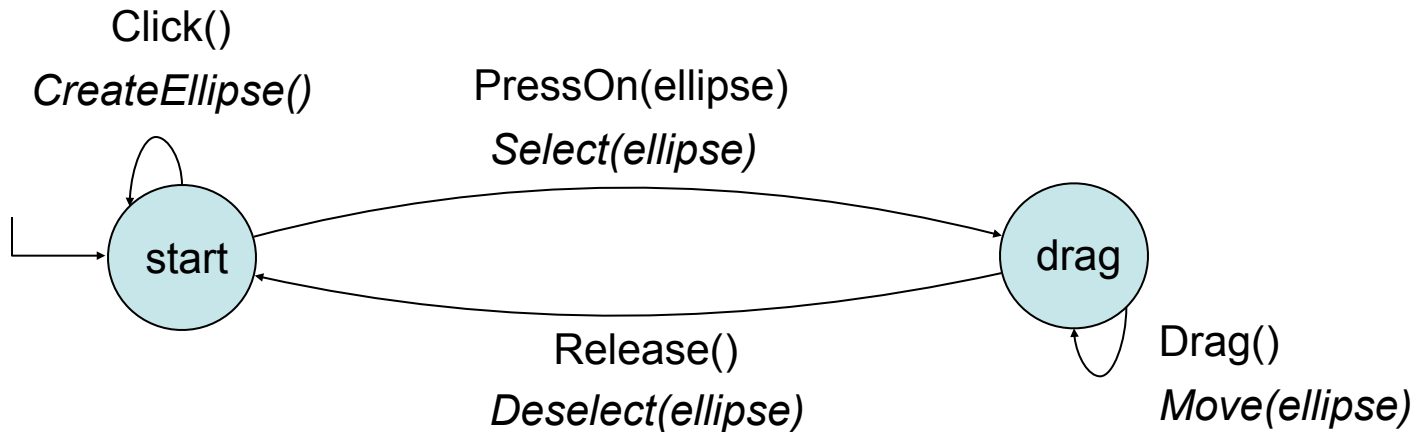 Click()
CreateEllipse()
PressOn(ellipse)
Select(ellipse)
start
drag
Release()
Deselect(ellipse)
Drag()
Move(ellipse)